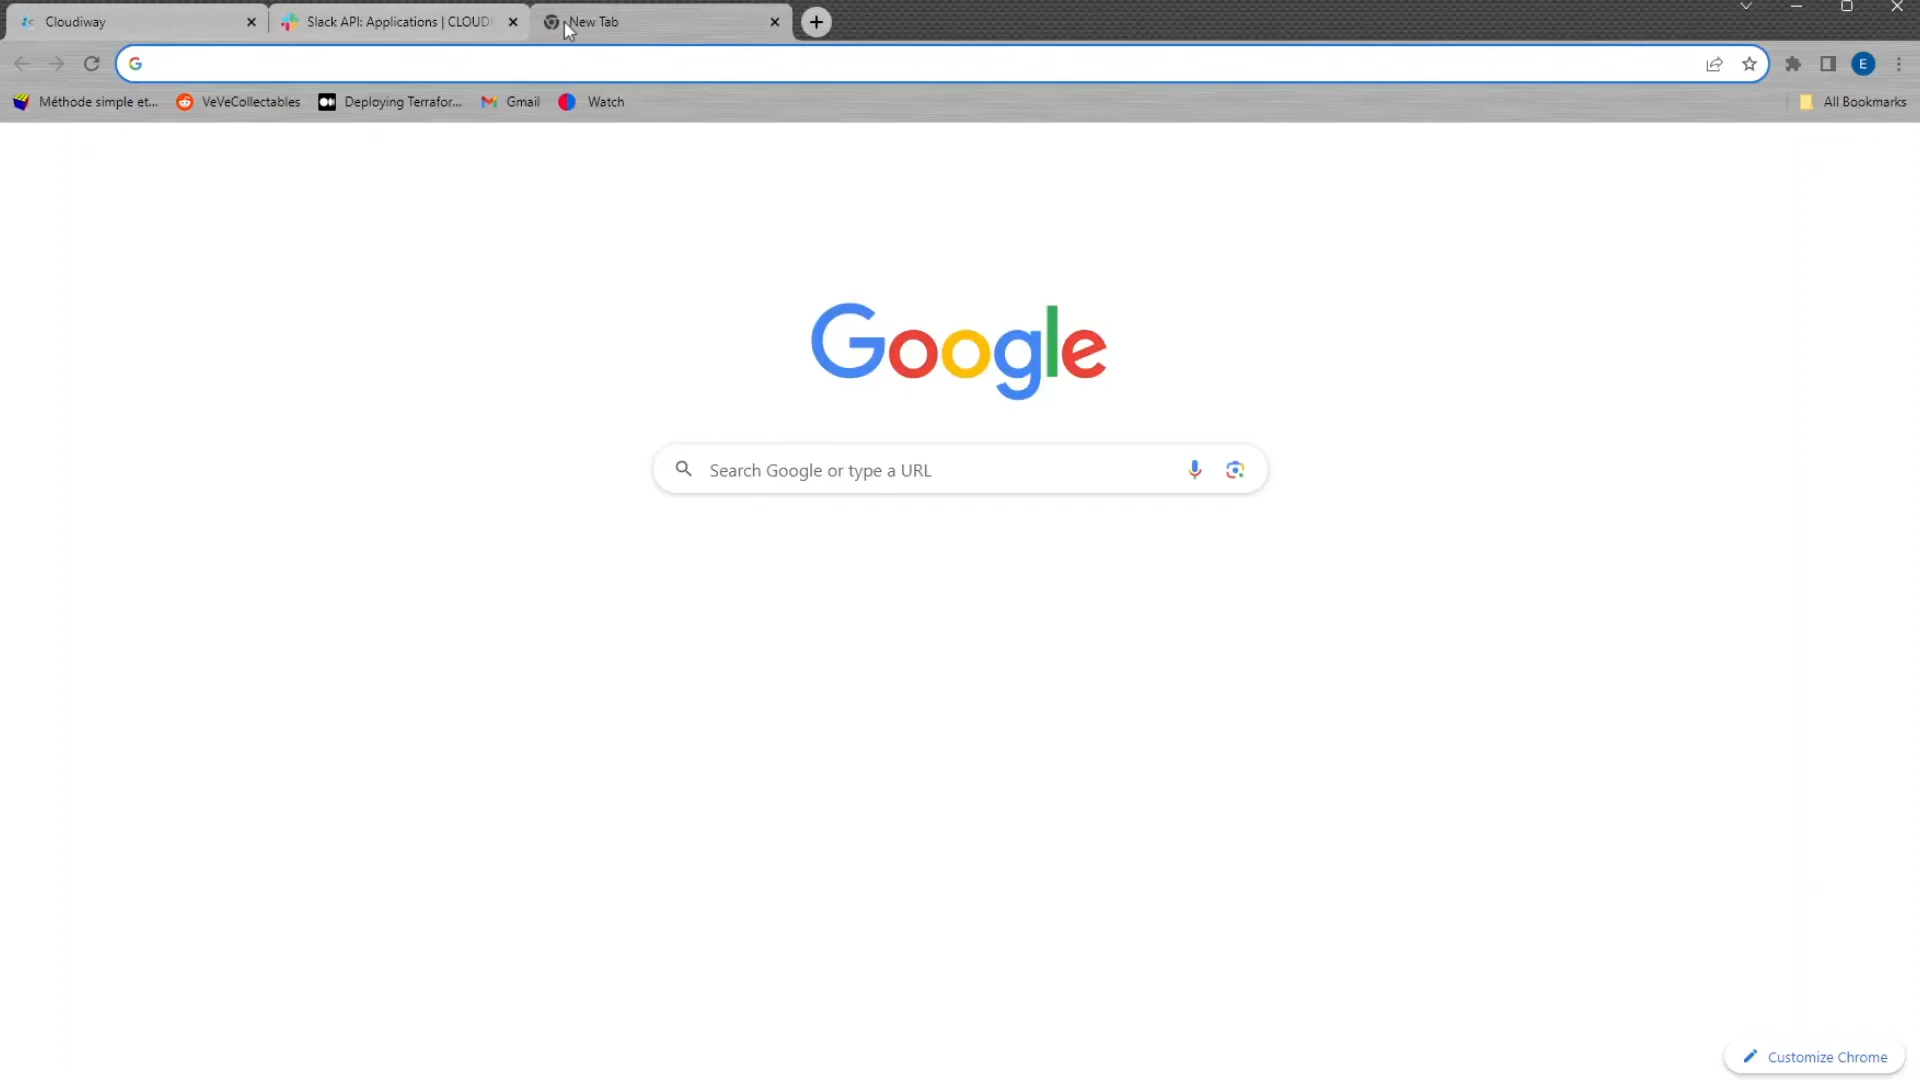 Cloudiway
Slack API: Applications | CLOUDI
New Tab
Méthode simple et...
VeVeCollectables
Deploying Terrafor...
Gmail
Watch
All Bookmarks
E
Google
Search Google or type a URL
Customize Chrome